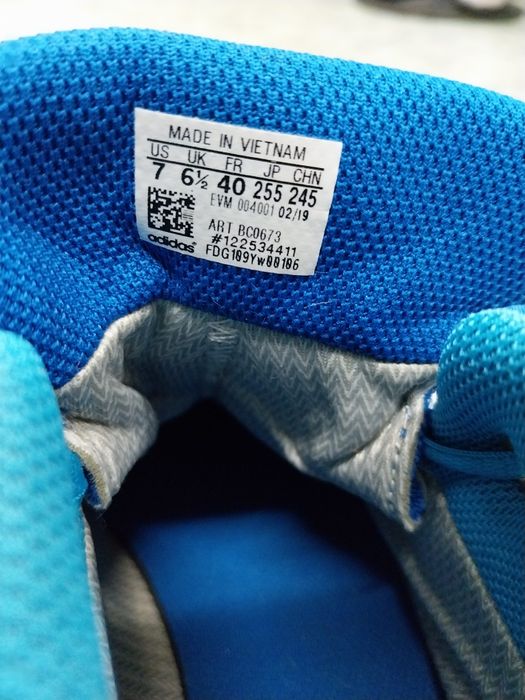 MADE IN VIETNAM
US UK FR JP CHN
7 6½ 40 255 245
EVM 004001 02/19
ART BC0673
#122534411
adidas FDG109Yw00106